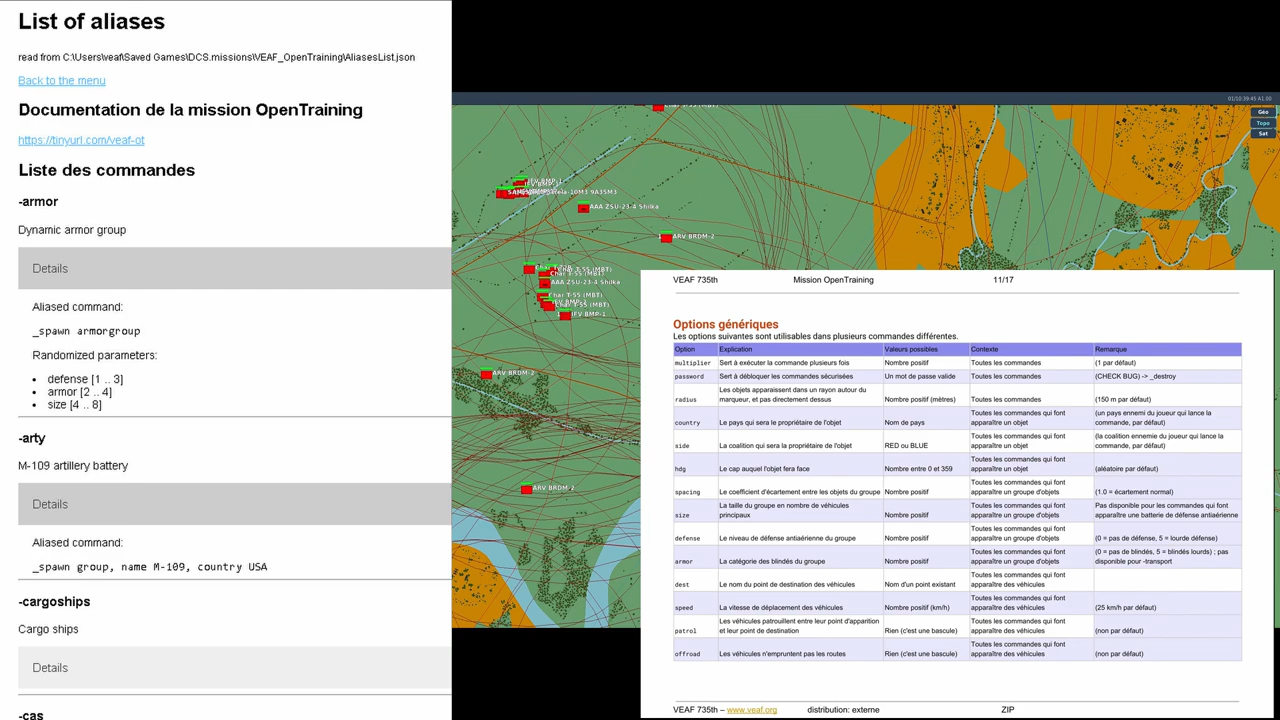 List of aliases
read from C:\Users\veaf\Saved Games\DCS.missions\VEAF_OpenTraining\AliasesList.json
Back to the menu
Documentation de la mission OpenTraining
https://tinyurl.com/veaf-ot
Liste des commandes
-armor
Dynamic armor group
Details
Aliased command:
_spawn armorgroup
Randomized parameters:
• defense [1 .. 3]
• armor [2 .. 4]
• size [4 .. 8]
-arty
M-109 artillery battery
Details
Aliased command:
_spawn group, name M-109, country USA
-cargoships
Cargo ships
Details
-cas
01/10:39:45 A1.00
Géo
Topo
Sat
AAA ZSU-23-4 Shilka
ARV BRDM-2
Char T-55 (MBT)
AAA ZSU-23-4 Shilka
Char T-55 (MBT)
IFV BMP-1
ARV BRDM-2
ARV BRDM-2
VEAF 735th Mission OpenTraining 11/17
Options génériques
Les options suivantes sont utilisables dans plusieurs commandes différentes.
Option Explication Valeurs possibles Contexte Remarque
multiplier Sert à exécuter la commande plusieurs fois Nombre positif Toutes les commandes (1 par défaut)
password Sert à débloquer les commandes sécurisées Un mot de passe valide Toutes les commandes (CHECK BUG) -> _destroy
Les objets apparaissent dans un rayon autour du
radius marqueur, et pas directement dessus Nombre positif (mètres) Toutes les commandes (150 m par défaut)
Toutes les commandes qui font (un pays ennemi du joueur qui lance la
country Le pays qui sera le propriétaire de l'objet Nom de pays apparaître un objet commande, par défaut)
Toutes les commandes qui font (la coalition ennemie du joueur qui lance la
side La coalition qui sera la propriétaire de l'objet RED ou BLUE apparaître un objet commande, par défaut)
Toutes les commandes qui font
hdg Le cap auquel l'objet fera face Nombre entre 0 et 359 apparaître un objet (aléatoire par défaut)
Toutes les commandes qui font
spacing Le coefficient d'écartement entre les objets du groupe Nombre positif apparaître un groupe d'objets (1.0 = écartement normal)
La taille du groupe en nombre de véhicules Toutes les commandes qui font Pas disponible pour les commandes qui font
size principaux Nombre positif apparaître un groupe d'objets apparaître une batterie de défense antiaérienne
Toutes les commandes qui font
defense Le niveau de défense antiaérienne du groupe Nombre positif apparaître un groupe d'objets (0 = pas de défense, 5 = lourde défense)
Toutes les commandes qui font (0 = pas de blindés, 5 = blindés lourds) ; pas
armor La catégorie des blindés du groupe Nombre positif apparaître un groupe d'objets disponible pour -transport
Toutes les commandes qui font
dest Le nom du point de destination des véhicules Nom d'un point existant apparaître des véhicules
Toutes les commandes qui font
speed La vitesse de déplacement des véhicules Nombre positif (km/h) apparaître des véhicules (25 km/h par défaut)
Les véhicules patrouillent entre leur point d'apparition Toutes les commandes qui font
patrol et leur point de destination Rien (c'est une bascule) apparaître des véhicules (non par défaut)
Toutes les commandes qui font
offroad Les véhicules n'empruntent pas les routes Rien (c'est une bascule) apparaître des véhicules (non par défaut)
VEAF 735th – www.veaf.org distribution: externe ZIP